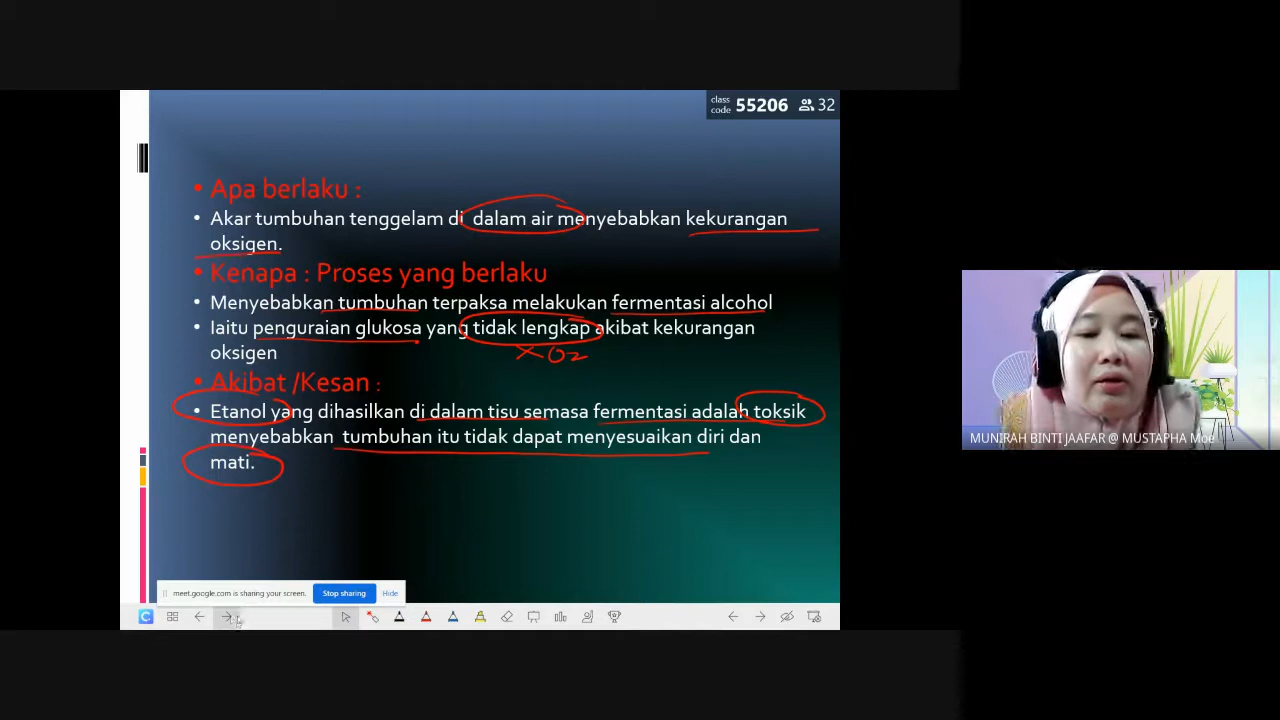 class code 55206 32
• Apa berlaku :
• Akar tumbuhan tenggelam di dalam air menyebabkan kekurangan
oksigen.
• Kenapa : Proses yang berlaku
• Menyebabkan tumbuhan terpaksa melakukan fermentasi alcohol
• Iaitu penguraian glukosa yang tidak lengkap akibat kekurangan
oksigen
× O2
• Akibat /Kesan :
• Etanol yang dihasilkan di dalam tisu semasa fermentasi adalah toksik
menyebabkan tumbuhan itu tidak dapat menyesuaikan diri dan
mati.
MUNIRAH BINTI JAAFAR @ MUSTAPHA Moe
meet.google.com is sharing your screen. Stop sharing Hide